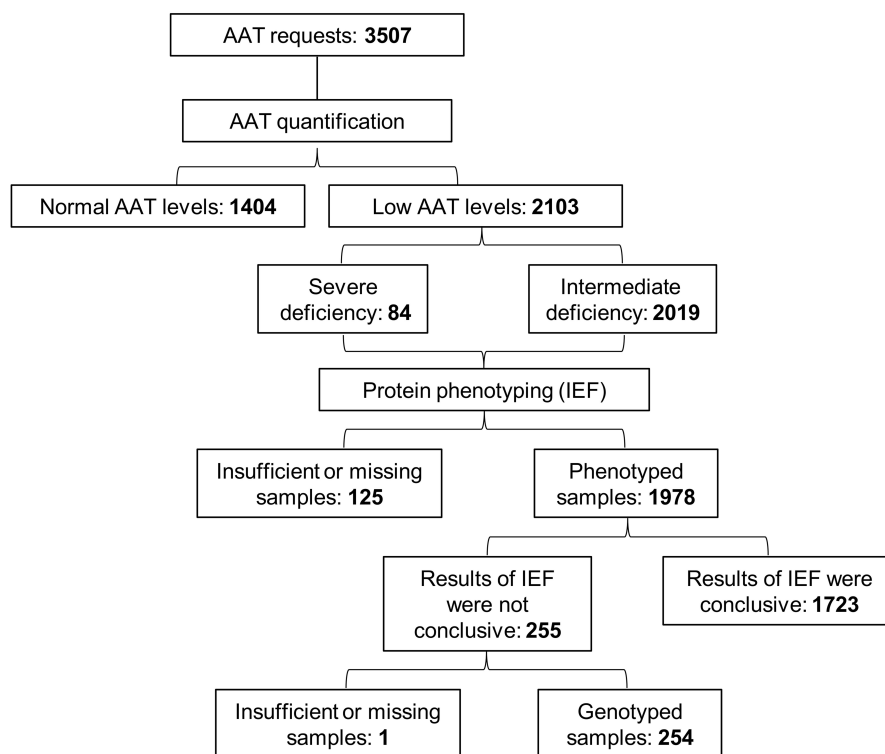 AAT requests: 3507
AAT quantification
Normal AAT levels: 1404
Low AAT levels: 2103
Severe
deficiency: 84
Intermediate
deficiency: 2019
Protein phenotyping (IEF)
Insufficient or missing
samples: 125
Phenotyped
samples: 1978
Results of IEF
were not
conclusive: 255
Results of IEF were
conclusive: 1723
Insufficient or missing
samples: 1
Genotyped
samples: 254